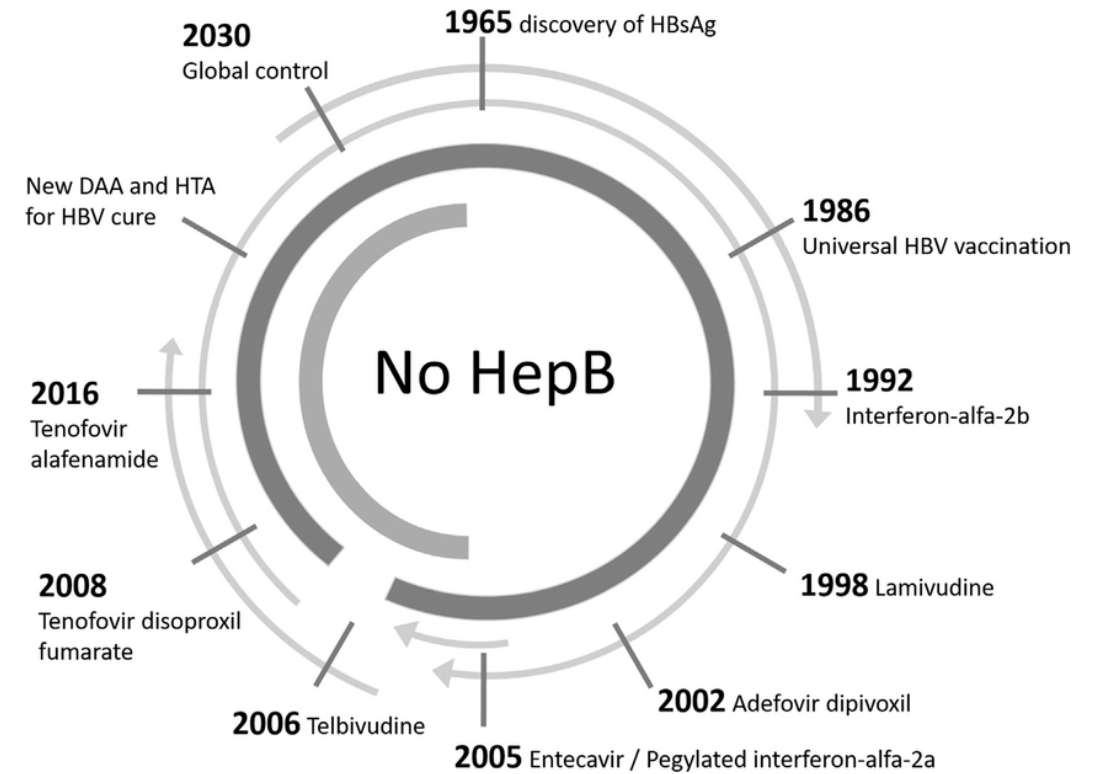 1965 discovery of HBsAg
1986
Universal HBV vaccination
1992
Interferon-alfa-2b
1998 Lamivudine
2002 Adefovir dipivoxil
2005 Entecavir / Pegylated interferon-alfa-2a
2006 Telbivudine
2008
Tenofovir disoproxil
fumarate
2016
Tenofovir
alafenamide
New DAA and HTA
for HBV cure
2030
Global control
No HepB